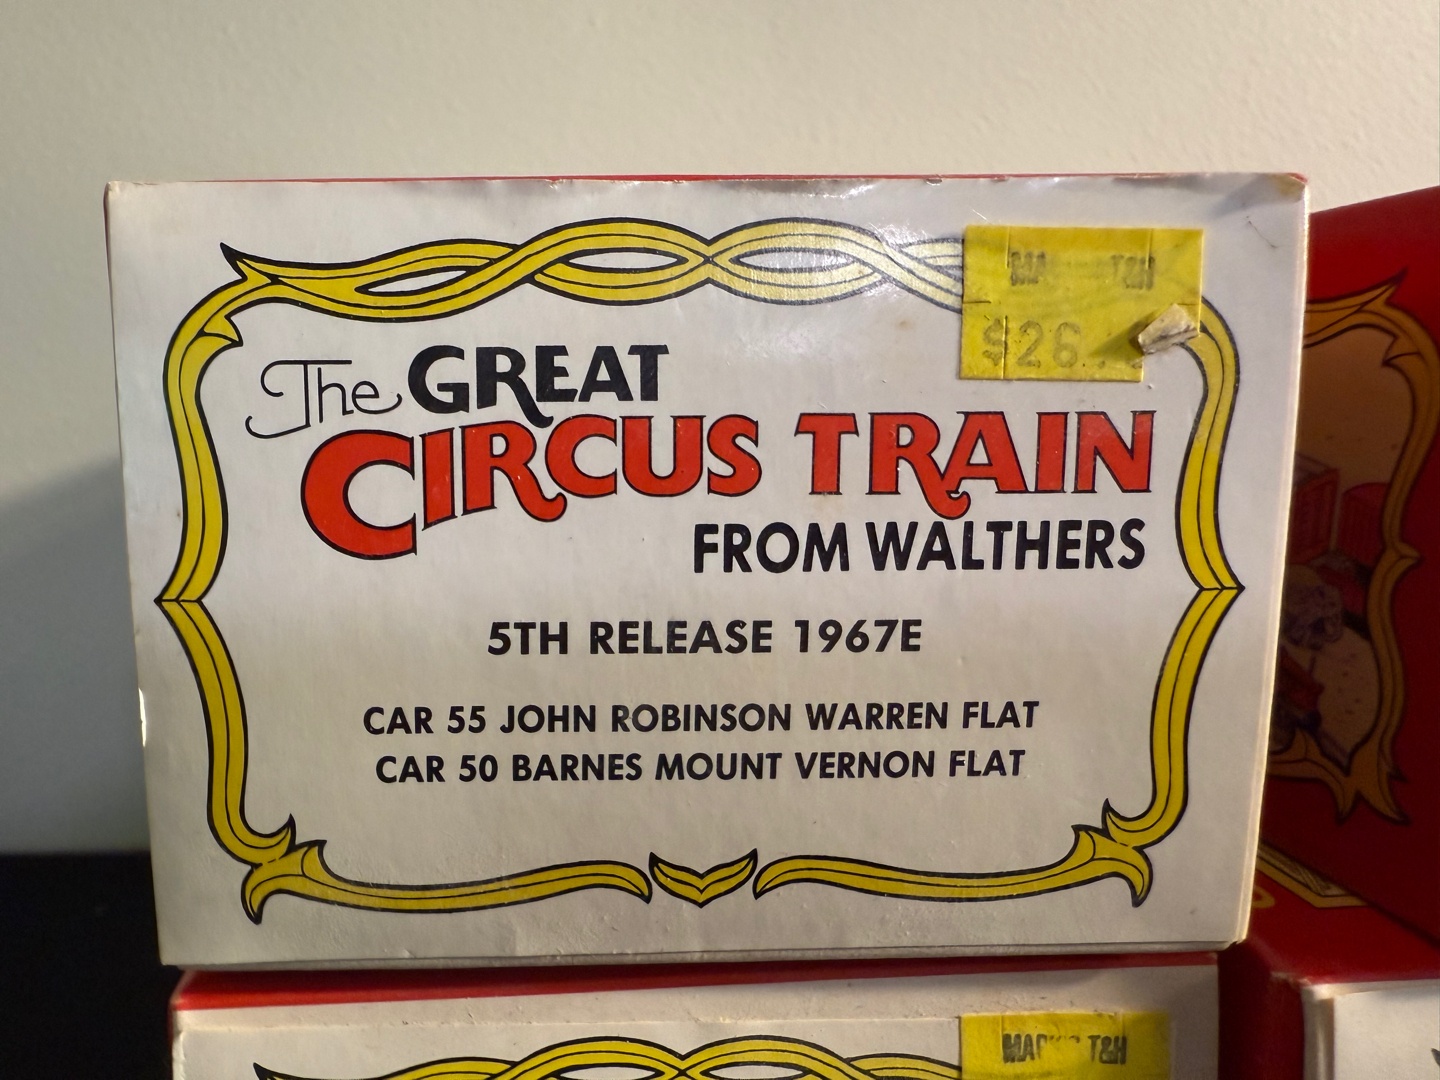 The GREAT
CIRCUS TRAIN
FROM WALTHERS
5TH RELEASE 1967E
CAR 55 JOHN ROBINSON WARREN FLAT
CAR 50 BARNES MOUNT VERNON FLAT
T&H
$26.
T&H